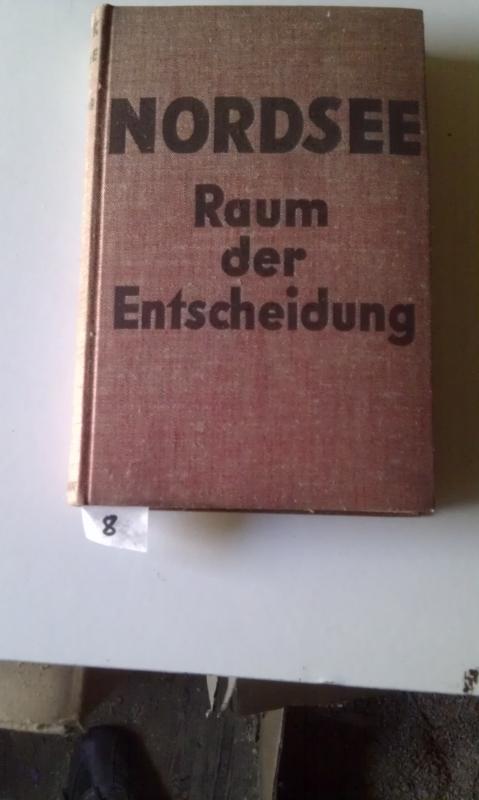 NORDSEE
Raum
der
Entscheidung
8